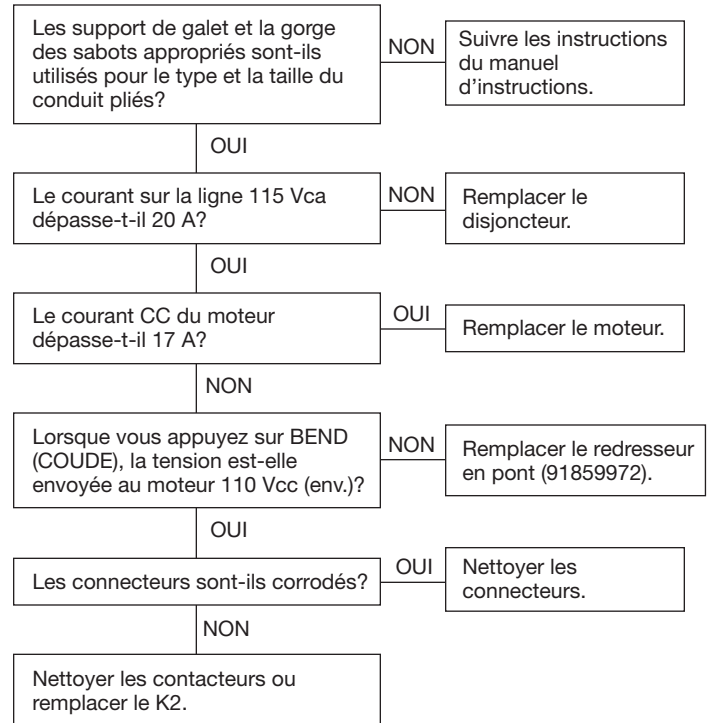 Les support de galet et la gorge
des sabots appropriés sont-ils
utilisés pour le type et la taille du
conduit pliés?
NON
Suivre les instructions
du manuel
d'instructions.
OUI
Le courant sur la ligne 115 Vca
dépasse-t-il 20 A?
NON
Remplacer le
disjoncteur.
OUI
Le courant CC du moteur
dépasse-t-il 17 A?
OUI
Remplacer le moteur.
NON
Lorsque vous appuyez sur BEND
(COUDE), la tension est-elle
envoyée au moteur 110 Vcc (env.)?
NON
Remplacer le redresseur
en pont (91859972).
OUI
Les connecteurs sont-ils corrodés?
OUI
Nettoyer les
connecteurs.
NON
Nettoyer les contacteurs ou
remplacer le K2.